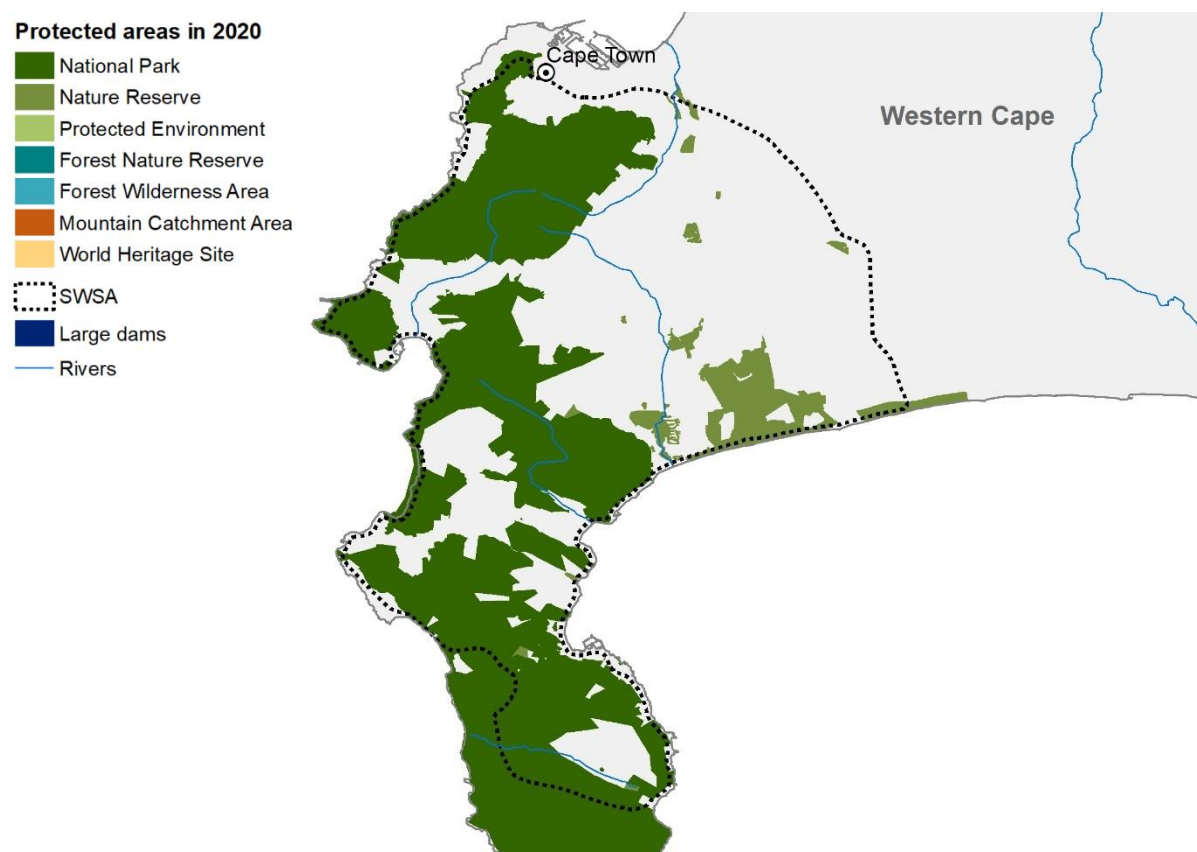 Protected areas in 2020
National Park
Nature Reserve
Protected Environment
Forest Nature Reserve
Forest Wilderness Area
Mountain Catchment Area
World Heritage Site
SWSA
Large dams
Rivers
Cape Town
Western Cape